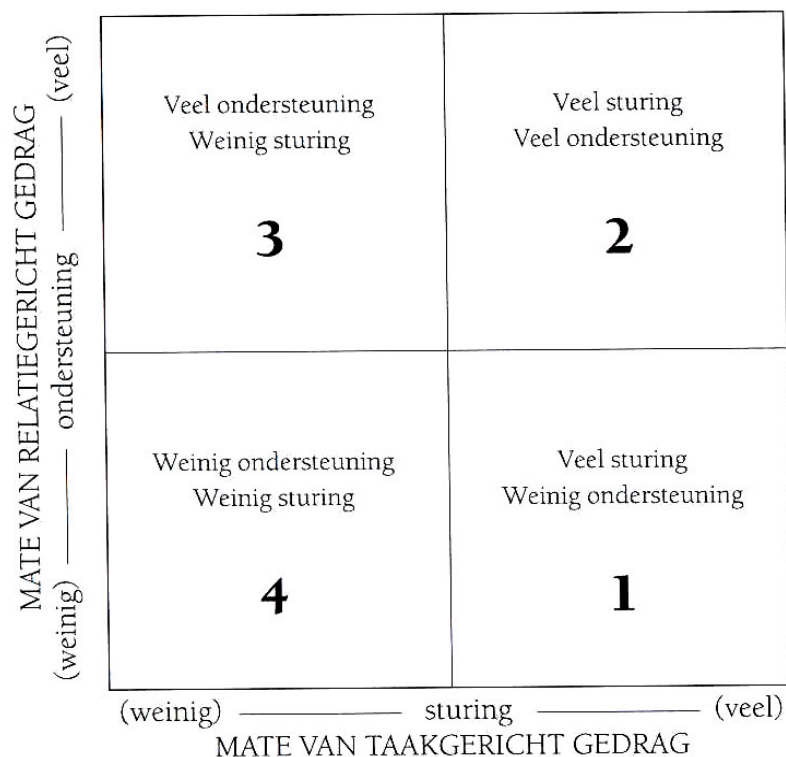 MATE VAN RELATIEGERICHT GEDRAG
(weinig) ondersteuning (veel)
Veel ondersteuning
Weinig sturing
3
Veel sturing
Veel ondersteuning
2
Weinig ondersteuning
Weinig sturing
4
Veel sturing
Weinig ondersteuning
1
(weinig) sturing (veel)
MATE VAN TAAKGERICHT GEDRAG